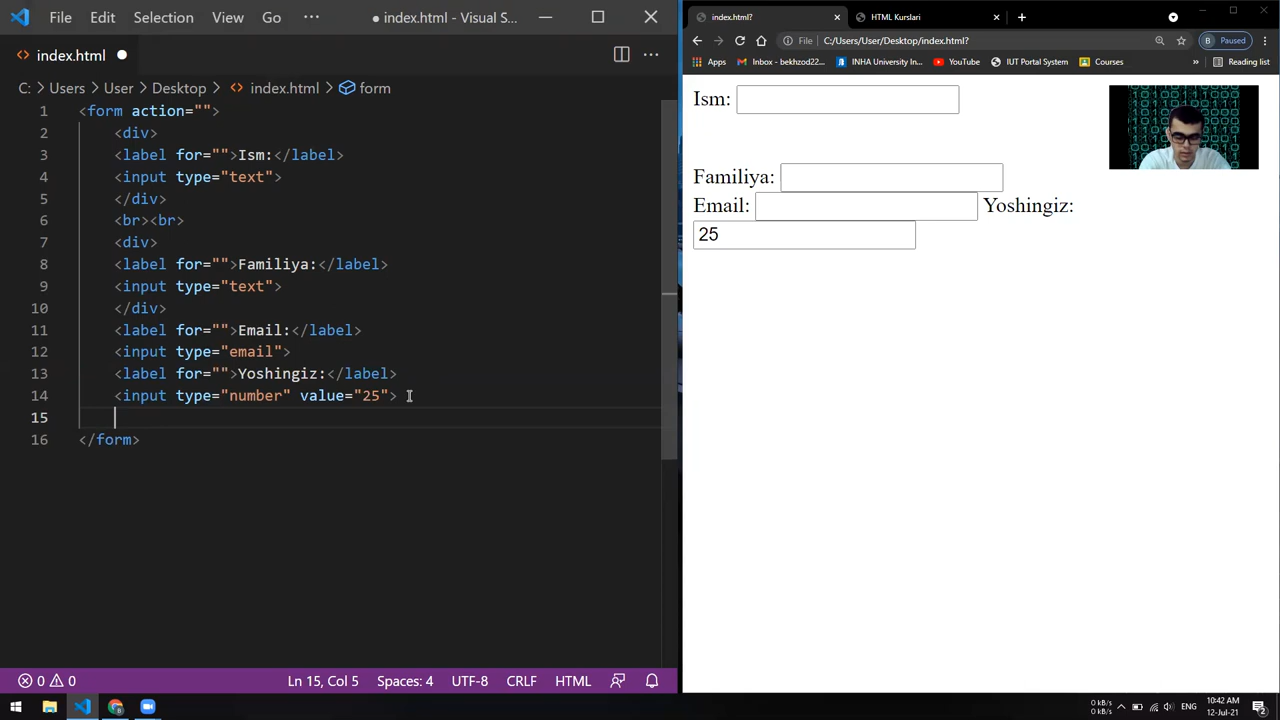 File Edit Selection View Go ··· ● index.html - Visual S...
index.html
C: > Users > User > Desktop > index.html > form
1 <form action="">
2 <div>
3 <label for="">Ism:</label>
4 <input type="text">
5 </div>
6 <br><br>
7 <div>
8 <label for="">Familiya:</label>
9 <input type="text">
10 </div>
11 <label for="">Email:</label>
12 <input type="email">
13 <label for="">Yoshingiz:</label>
14 <input type="number" value="25">
15
16 </form>
0 0 Ln 15, Col 5 Spaces: 4 UTF-8 CRLF HTML
index.html? HTML Kurslari
File C:/Users/User/Desktop/index.html? B Paused
Apps Inbox - bekhzod22... INHA University In... YouTube IUT Portal System Courses » Reading list
Ism:
Familiya:
Email: Yoshingiz:
25
0 kB/s
0 kB/s
ENG
10:42 AM
12-Jul-21
2